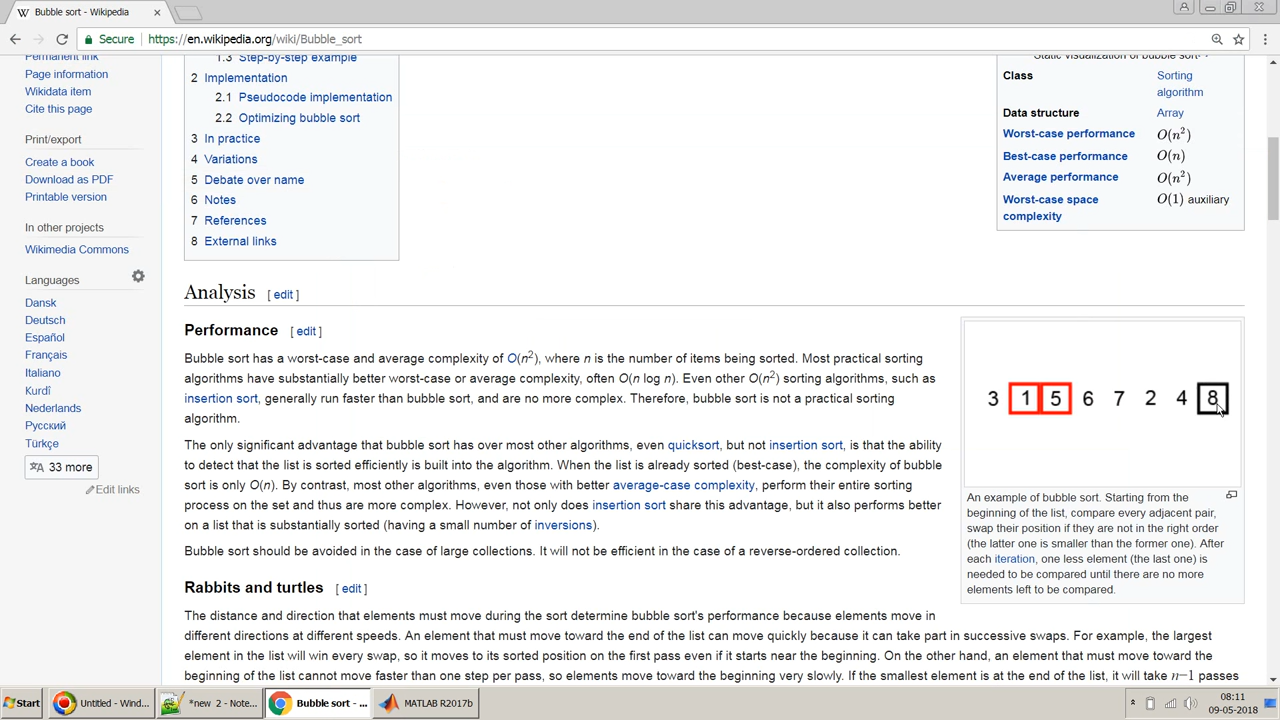 Bubble sort - Wikipedia
Secure
https://en.wikipedia.org/wiki/Bubble_sort
Permanent link
Page information
Wikidata item
Cite this page
Print/export
Create a book
Download as PDF
Printable version
In other projects
Wikimedia Commons
Languages
Dansk
Deutsch
Español
Français
Italiano
Kurdî
Nederlands
Русский
Türkçe
33 more
Edit links
1.3 Step-by-step example
2 Implementation
2.1 Pseudocode implementation
2.2 Optimizing bubble sort
3 In practice
4 Variations
5 Debate over name
6 Notes
7 References
8 External links
Static visualization of bubble sort
Class Sorting
algorithm
Data structure Array
Worst-case performance O(n²)
Best-case performance O(n)
Average performance O(n²)
Worst-case space O(1) auxiliary
complexity
Analysis [ edit ]
Performance [ edit ]
Bubble sort has a worst-case and average complexity of O(n²), where n is the number of items being sorted. Most practical sorting
algorithms have substantially better worst-case or average complexity, often O(n log n). Even other O(n²) sorting algorithms, such as
insertion sort, generally run faster than bubble sort, and are no more complex. Therefore, bubble sort is not a practical sorting
algorithm.
The only significant advantage that bubble sort has over most other algorithms, even quicksort, but not insertion sort, is that the ability
to detect that the list is sorted efficiently is built into the algorithm. When the list is already sorted (best-case), the complexity of bubble
sort is only O(n). By contrast, most other algorithms, even those with better average-case complexity, perform their entire sorting
process on the set and thus are more complex. However, not only does insertion sort share this advantage, but it also performs better
on a list that is substantially sorted (having a small number of inversions).
Bubble sort should be avoided in the case of large collections. It will not be efficient in the case of a reverse-ordered collection.
3 1 5 6 7 2 4 8
An example of bubble sort. Starting from the
beginning of the list, compare every adjacent pair,
swap their position if they are not in the right order
(the latter one is smaller than the former one). After
each iteration, one less element (the last one) is
needed to be compared until there are no more
elements left to be compared.
Rabbits and turtles [ edit ]
The distance and direction that elements must move during the sort determine bubble sort's performance because elements move in
different directions at different speeds. An element that must move toward the end of the list can move quickly because it can take part in successive swaps. For example, the largest
element in the list will win every swap, so it moves to its sorted position on the first pass even if it starts near the beginning. On the other hand, an element that must move toward the
beginning of the list cannot move faster than one step per pass, so elements move toward the beginning very slowly. If the smallest element is at the end of the list, it will take n−1 passes
Start
Untitled - Wind...
*new 2 - Note...
Bubble sort - ...
MATLAB R2017b
08:11
09-05-2018